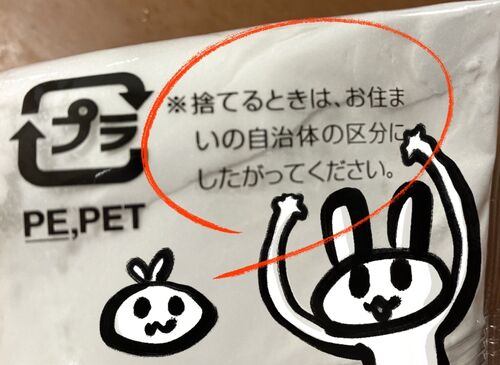 プラ
PE,PET
※捨てるときは、お住ま
いの自治体の区分に
したがってください。